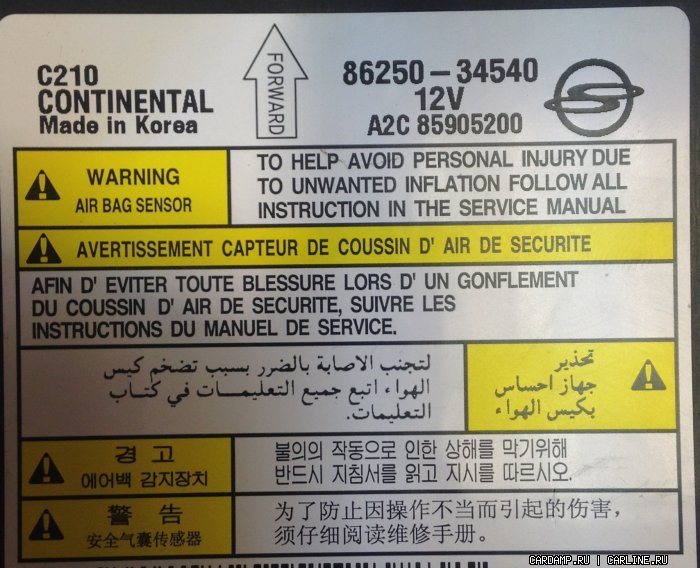 C210
CONTINENTAL
Made in Korea
FORWARD
86250-34540
12V
A2C 85905200
WARNING
AIR BAG SENSOR
TO HELP AVOID PERSONAL INJURY DUE
TO UNWANTED INFLATION FOLLOW ALL
INSTRUCTION IN THE SERVICE MANUAL
AVERTISSEMENT CAPTEUR DE COUSSIN D' AIR DE SECURITE
AFIN D' EVITER TOUTE BLESSURE LORS D' UN GONFLEMENT
DU COUSSIN D' AIR DE SECURITE, SUIVRE LES
INSTRUCTIONS DU MANUEL DE SERVICE.
تحذير
جهاز احساس
بكيس الهواء
لتجنب الاصابة بالضرر بسبب تضخم كيس
الهواء اتبع جميع التعليمات في كتاب
التعليمات.
경 고
에어백 감지장치
불의의 작동으로 인한 상해를 막기위해
반드시 지침서를 읽고 지시를 따르시오.
警 告
安全气囊传感器
为了防止因操作不当而引起的伤害,
须仔细阅读维修手册。
CARDAMP.RU | CARLINE.RU